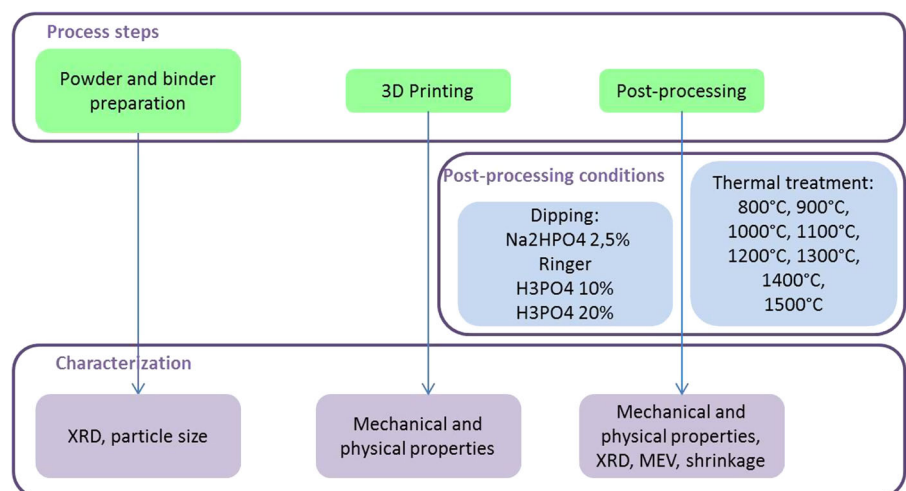 Process steps
Powder and binder
preparation
3D Printing
Post-processing
Post-processing conditions
Dipping:
Na2HPO4 2,5%
Ringer
H3PO4 10%
H3PO4 20%
Thermal treatment:
800°C, 900°C,
1000°C, 1100°C,
1200°C, 1300°C,
1400°C,
1500°C
Characterization
XRD, particle size
Mechanical and
physical properties
Mechanical and
physical properties,
XRD, MEV, shrinkage